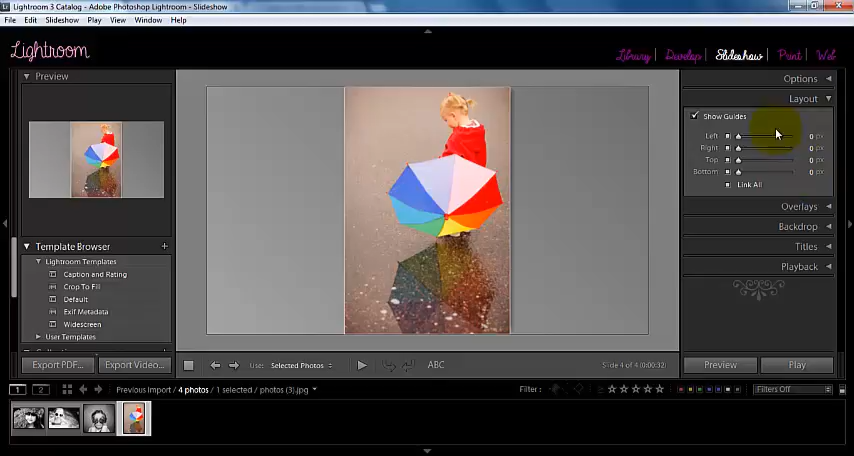 Lightroom 3 Catalog - Adobe Photoshop Lightroom - Slideshow
File Edit Slideshow Play View Window Help
Lightroom
Library | Develop | Slideshow | Print | Web
Preview
Options
Layout
Show Guides
Left 0 px
Right 0 px
Top 0 px
Bottom 0 px
Link All
Overlays
Backdrop
Titles
Playback
Template Browser
Lightroom Templates
Caption and Rating
Crop To Fill
Default
Exif Metadata
Widescreen
User Templates
Export PDF... Export Video...
Use: Selected Photos
ABC
Slide 4 of 4 (0:00:32)
Preview Play
1 2 Previous Import / 4 photos / 1 selected / photos (3).jpg
Filter :
Filters Off